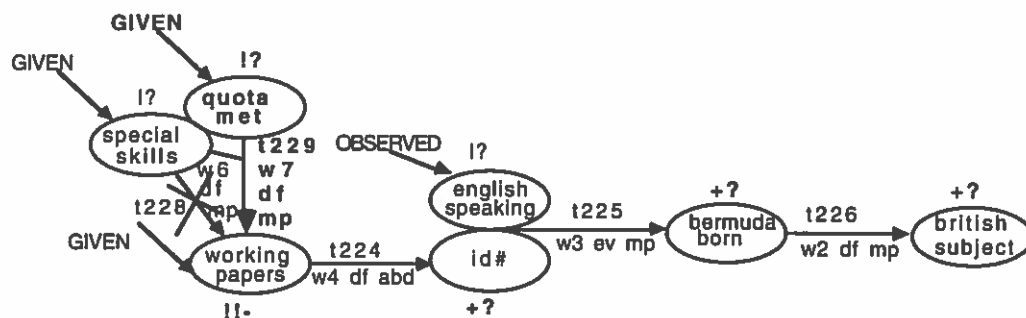 GIVEN
GIVEN
!?
!?
quota
met
special
skills
t229
w7
df
mp
w6
df
mp
t228
OBSERVED
!?
english
speaking
t225
w3 ev mp
+?
bermuda
born
t226
w2 df mp
+?
british
subject
GIVEN
working
papers
!!-
t224
w4 df abd
id#
+?